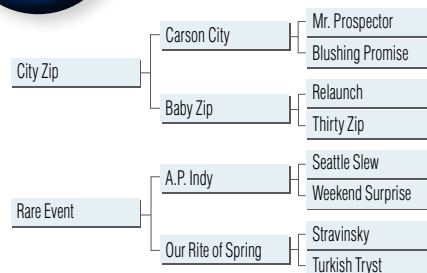 City Zip
Carson City
Mr. Prospector
Blushing Promise
Baby Zip
Relaunch
Thirty Zip
Rare Event
A.P. Indy
Seattle Slew
Weekend Surprise
Our Rite of Spring
Stravinsky
Turkish Tryst